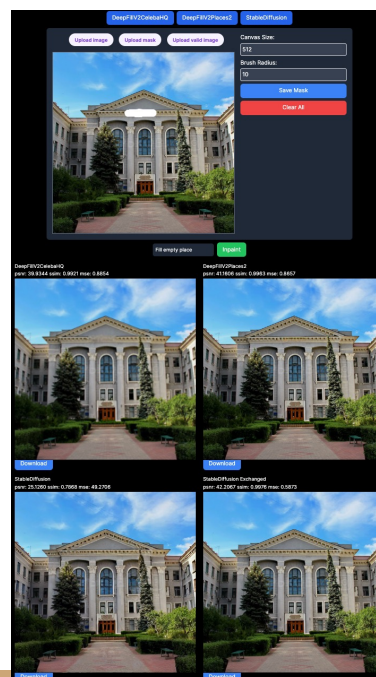 DeepFillV2CelebaHQ DeepFillV2Places2 StableDiffusion
Upload image Upload mask Upload valid image
Canvas Size:
512
Brush Radius:
10
Save Mask
Clear All
Fill empty place Inpaint
DeepFillV2CelebaHQ
psnr: 39.9344 ssim: 0.9921 mse: 0.8854
DeepFillV2Places2
psnr: 41.1606 ssim: 0.9963 mse: 0.8657
Download
Download
StableDiffusion
psnr: 25.1260 ssim: 0.7868 mse: 49.2706
StableDiffusion Exchanged
psnr: 42.2067 ssim: 0.9976 mse: 0.5873
Download
Download